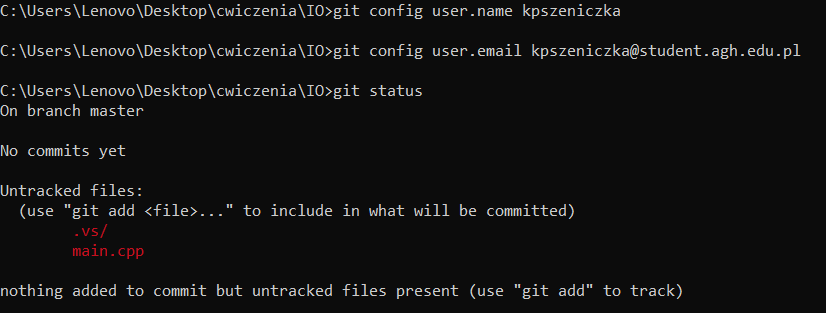 C:\Users\Lenovo\Desktop\cwiczenia\IO>git config user.name kpszeniczka
C:\Users\Lenovo\Desktop\cwiczenia\IO>git config user.email kpszeniczka@student.agh.edu.pl
C:\Users\Lenovo\Desktop\cwiczenia\IO>git status
On branch master
No commits yet
Untracked files:
  (use "git add <file>..." to include in what will be committed)
        .vs/
        main.cpp
nothing added to commit but untracked files present (use "git add" to track)